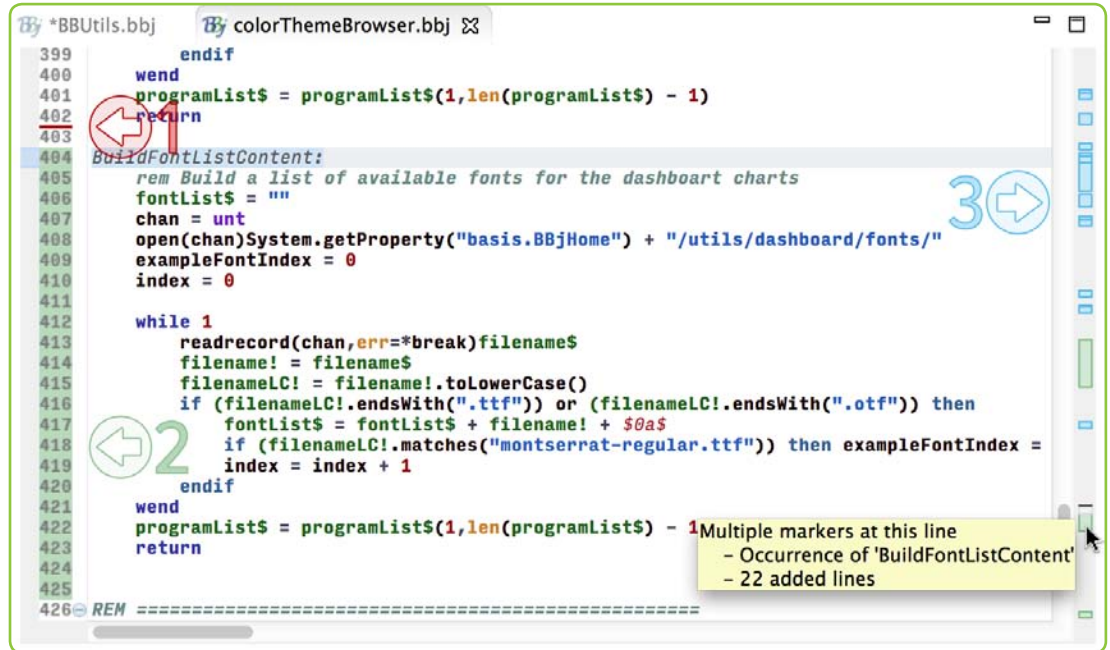 *BBUtils.bbj colorThemeBrowser.bbj
399 endif
400 wend
401 programList$ = programList$(1,len(programList$) - 1)
402 return
403
404 BuildFontListContent:
405 rem Build a list of available fonts for the dashboart charts
406 fontList$ = ""
407 chan = unt
408 open(chan)System.getProperty("basis.BBjHome") + "/utils/dashboard/fonts/"
409 exampleFontIndex = 0
410 index = 0
411
412 while 1
413 readrecord(chan,err=*break)filename$
414 filename! = filename$
415 filenameLC! = filename!.toLowerCase()
416 if (filenameLC!.endsWith(".ttf")) or (filenameLC!.endsWith(".otf")) then
417 fontList$ = fontList$ + filename! + $0a$
418 if (filenameLC!.matches("montserrat-regular.ttf")) then exampleFontIndex =
419 index = index + 1
420 endif
421 wend
422 programList$ = programList$(1,len(programList$) - 1
423 return
424
425
426 REM =====================================================
1
2
3
Multiple markers at this line
- Occurrence of 'BuildFontListContent'
- 22 added lines